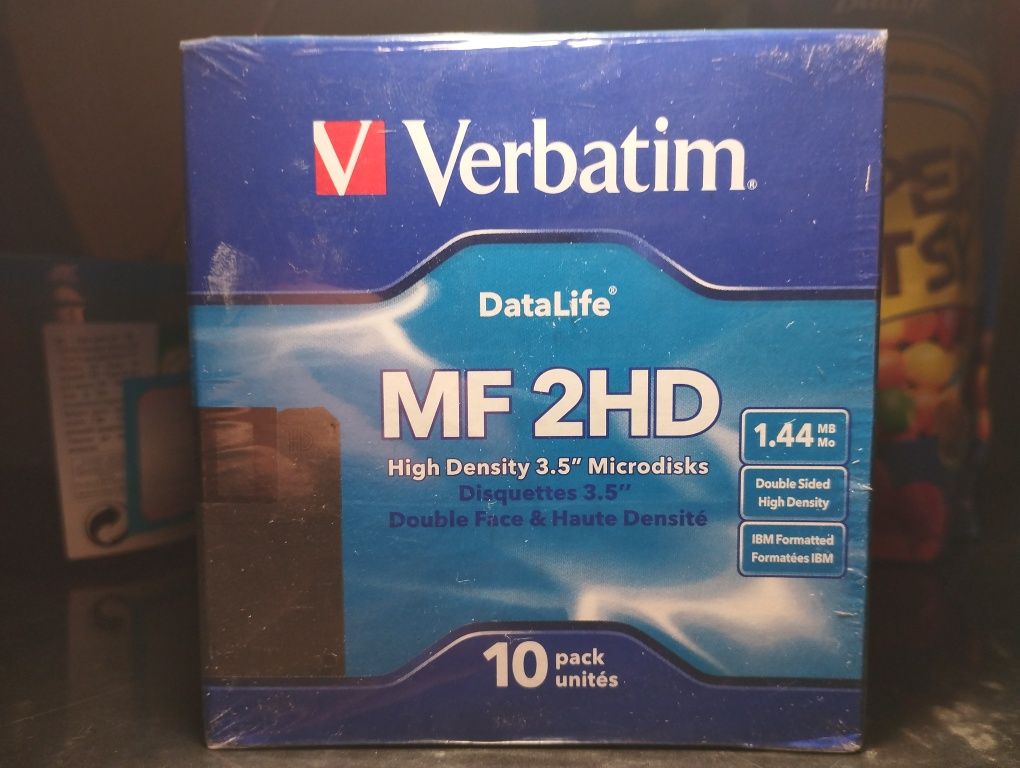 V Verbatim®
DataLife®
MF 2HD
High Density 3.5” Microdisks
Disquettes 3.5’’
Double Face & Haute Densité
1.44 MB
Mo
Double Sided
High Density
IBM Formatted
Formatées IBM
10 pack
unités